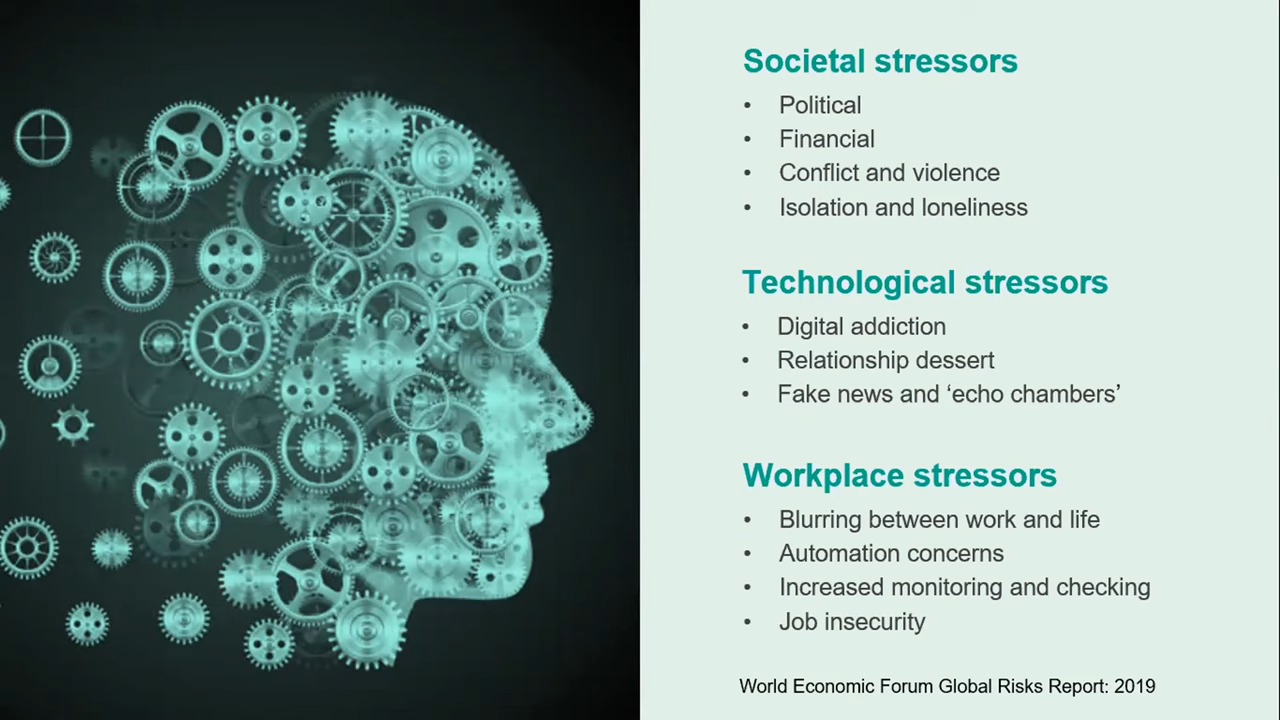 Societal stressors
• Political
• Financial
• Conflict and violence
• Isolation and loneliness
Technological stressors
• Digital addiction
• Relationship dessert
• Fake news and ‘echo chambers’
Workplace stressors
• Blurring between work and life
• Automation concerns
• Increased monitoring and checking
• Job insecurity
World Economic Forum Global Risks Report: 2019